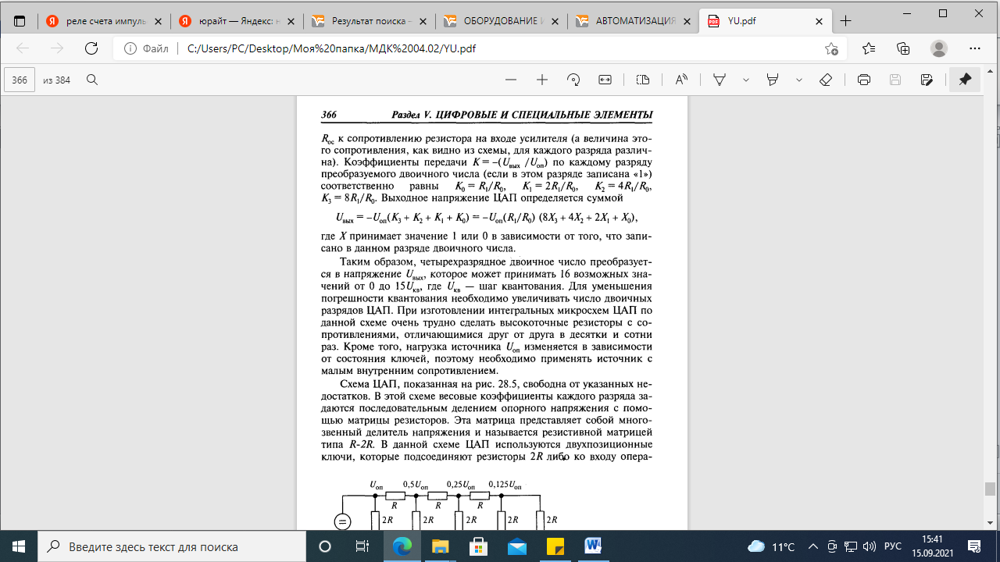 реле счета импуль
юрайт — Яндекс: н
Результат поиска –
ОБОРУДОВАНИЕ И
АВТОМАТИЗАЦИЯ
YU.pdf
Файл
C:/Users/PC/Desktop/Моя%20папка/МДК%2004.02/YU.pdf
366 из 384
366 Раздел V. ЦИФРОВЫЕ И СПЕЦИАЛЬНЫЕ ЭЛЕМЕНТЫ
Rос к сопротивлению резистора на входе усилителя (а величина это-
го сопротивления, как видно из схемы, для каждого разряда различ-
на). Коэффициенты передачи K = –(Uвых /Uоп) по каждому разряду
преобразуемого двоичного числа (если в этом разряде записана «1»)
соответственно равны K₀ = R₁/R₀, K₁ = 2R₁/R₀, K₂ = 4R₁/R₀,
K₃ = 8R₁/R₀. Выходное напряжение ЦАП определяется суммой
Uвых = –Uоп(K₃ + K₂ + K₁ + K₀) = –Uоп(R₁/R₀) (8X₃ + 4X₂ + 2X₁ + X₀),
где X принимает значение 1 или 0 в зависимости от того, что запи-
сано в данном разряде двоичного числа.
Таким образом, четырехразрядное двоичное число преобразует-
ся в напряжение Uвых, которое может принимать 16 возможных зна-
чений от 0 до 15Uкв, где Uкв — шаг квантования. Для уменьшения
погрешности квантования необходимо увеличивать число двоичных
разрядов ЦАП. При изготовлении интегральных микросхем ЦАП по
данной схеме очень трудно сделать высокоточные резисторы с со-
противлениями, отличающимися друг от друга в десятки и сотни
раз. Кроме того, нагрузка источника Uоп изменяется в зависимости
от состояния ключей, поэтому необходимо применять источник с
малым внутренним сопротивлением.
Схема ЦАП, показанная на рис. 28.5, свободна от указанных не-
достатков. В этой схеме весовые коэффициенты каждого разряда за-
даются последовательным делением опорного напряжения с помо-
щью матрицы резисторов. Эта матрица представляет собой много-
звенный делитель напряжения и называется резистивной матрицей
типа R-2R. В данной схеме ЦАП используются двухпозиционные
ключи, которые подсоединяют резисторы 2R либо ко входу опера-
Uоп 0,5Uоп 0,25Uоп 0,125Uоп
R R R
2R 2R 2R 2R 2R
Введите здесь текст для поиска
11°C
РУС
15:41
15.09.2021